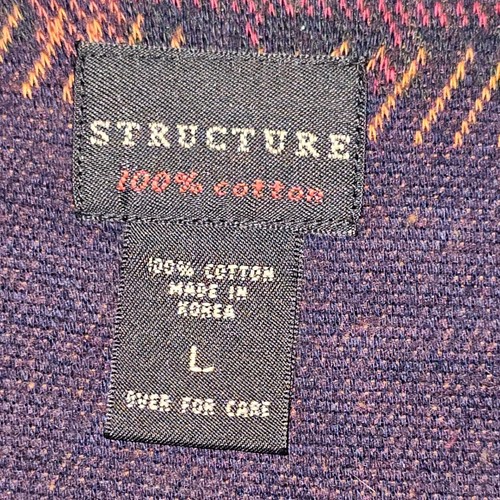 STRUCTURE
100% cotton
100% COTTON
MADE IN
KOREA
L
OVER FOR CARE